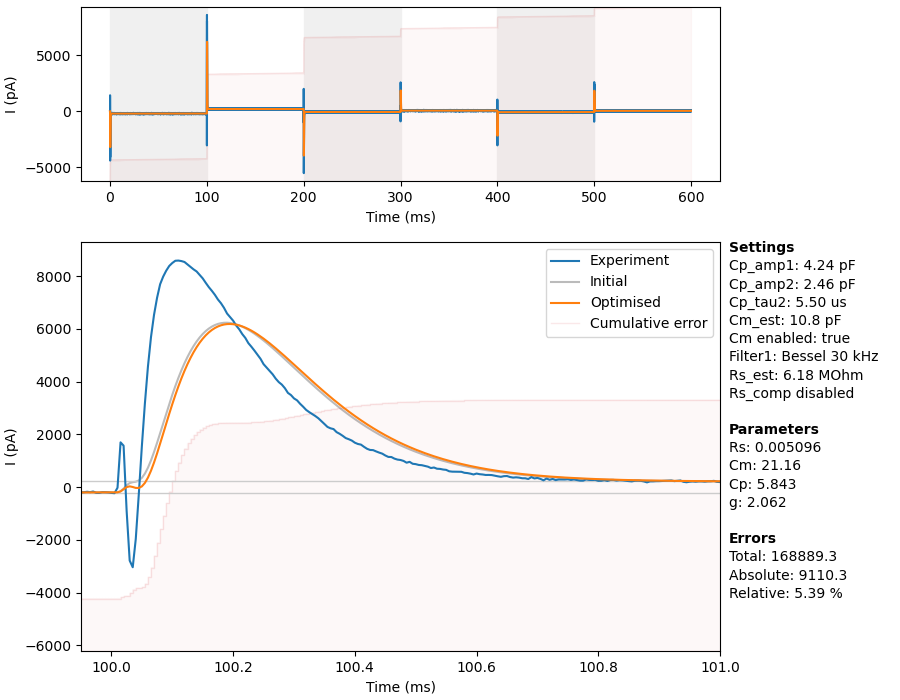 5000
0
−5000
I (pA)
0
100
200
300
400
500
600
Time (ms)
8000
6000
4000
2000
0
−2000
−4000
−6000
I (pA)
Experiment
Initial
Optimised
Cumulative error
100.0
100.2
100.4
100.6
100.8
101.0
Time (ms)
Settings
Cp_amp1: 4.24 pF
Cp_amp2: 2.46 pF
Cp_tau2: 5.50 us
Cm_est: 10.8 pF
Cm enabled: true
Filter1: Bessel 30 kHz
Rs_est: 6.18 MOhm
Rs_comp disabled
Parameters
Rs: 0.005096
Cm: 21.16
Cp: 5.843
g: 2.062
Errors
Total: 168889.3
Absolute: 9110.3
Relative: 5.39 %